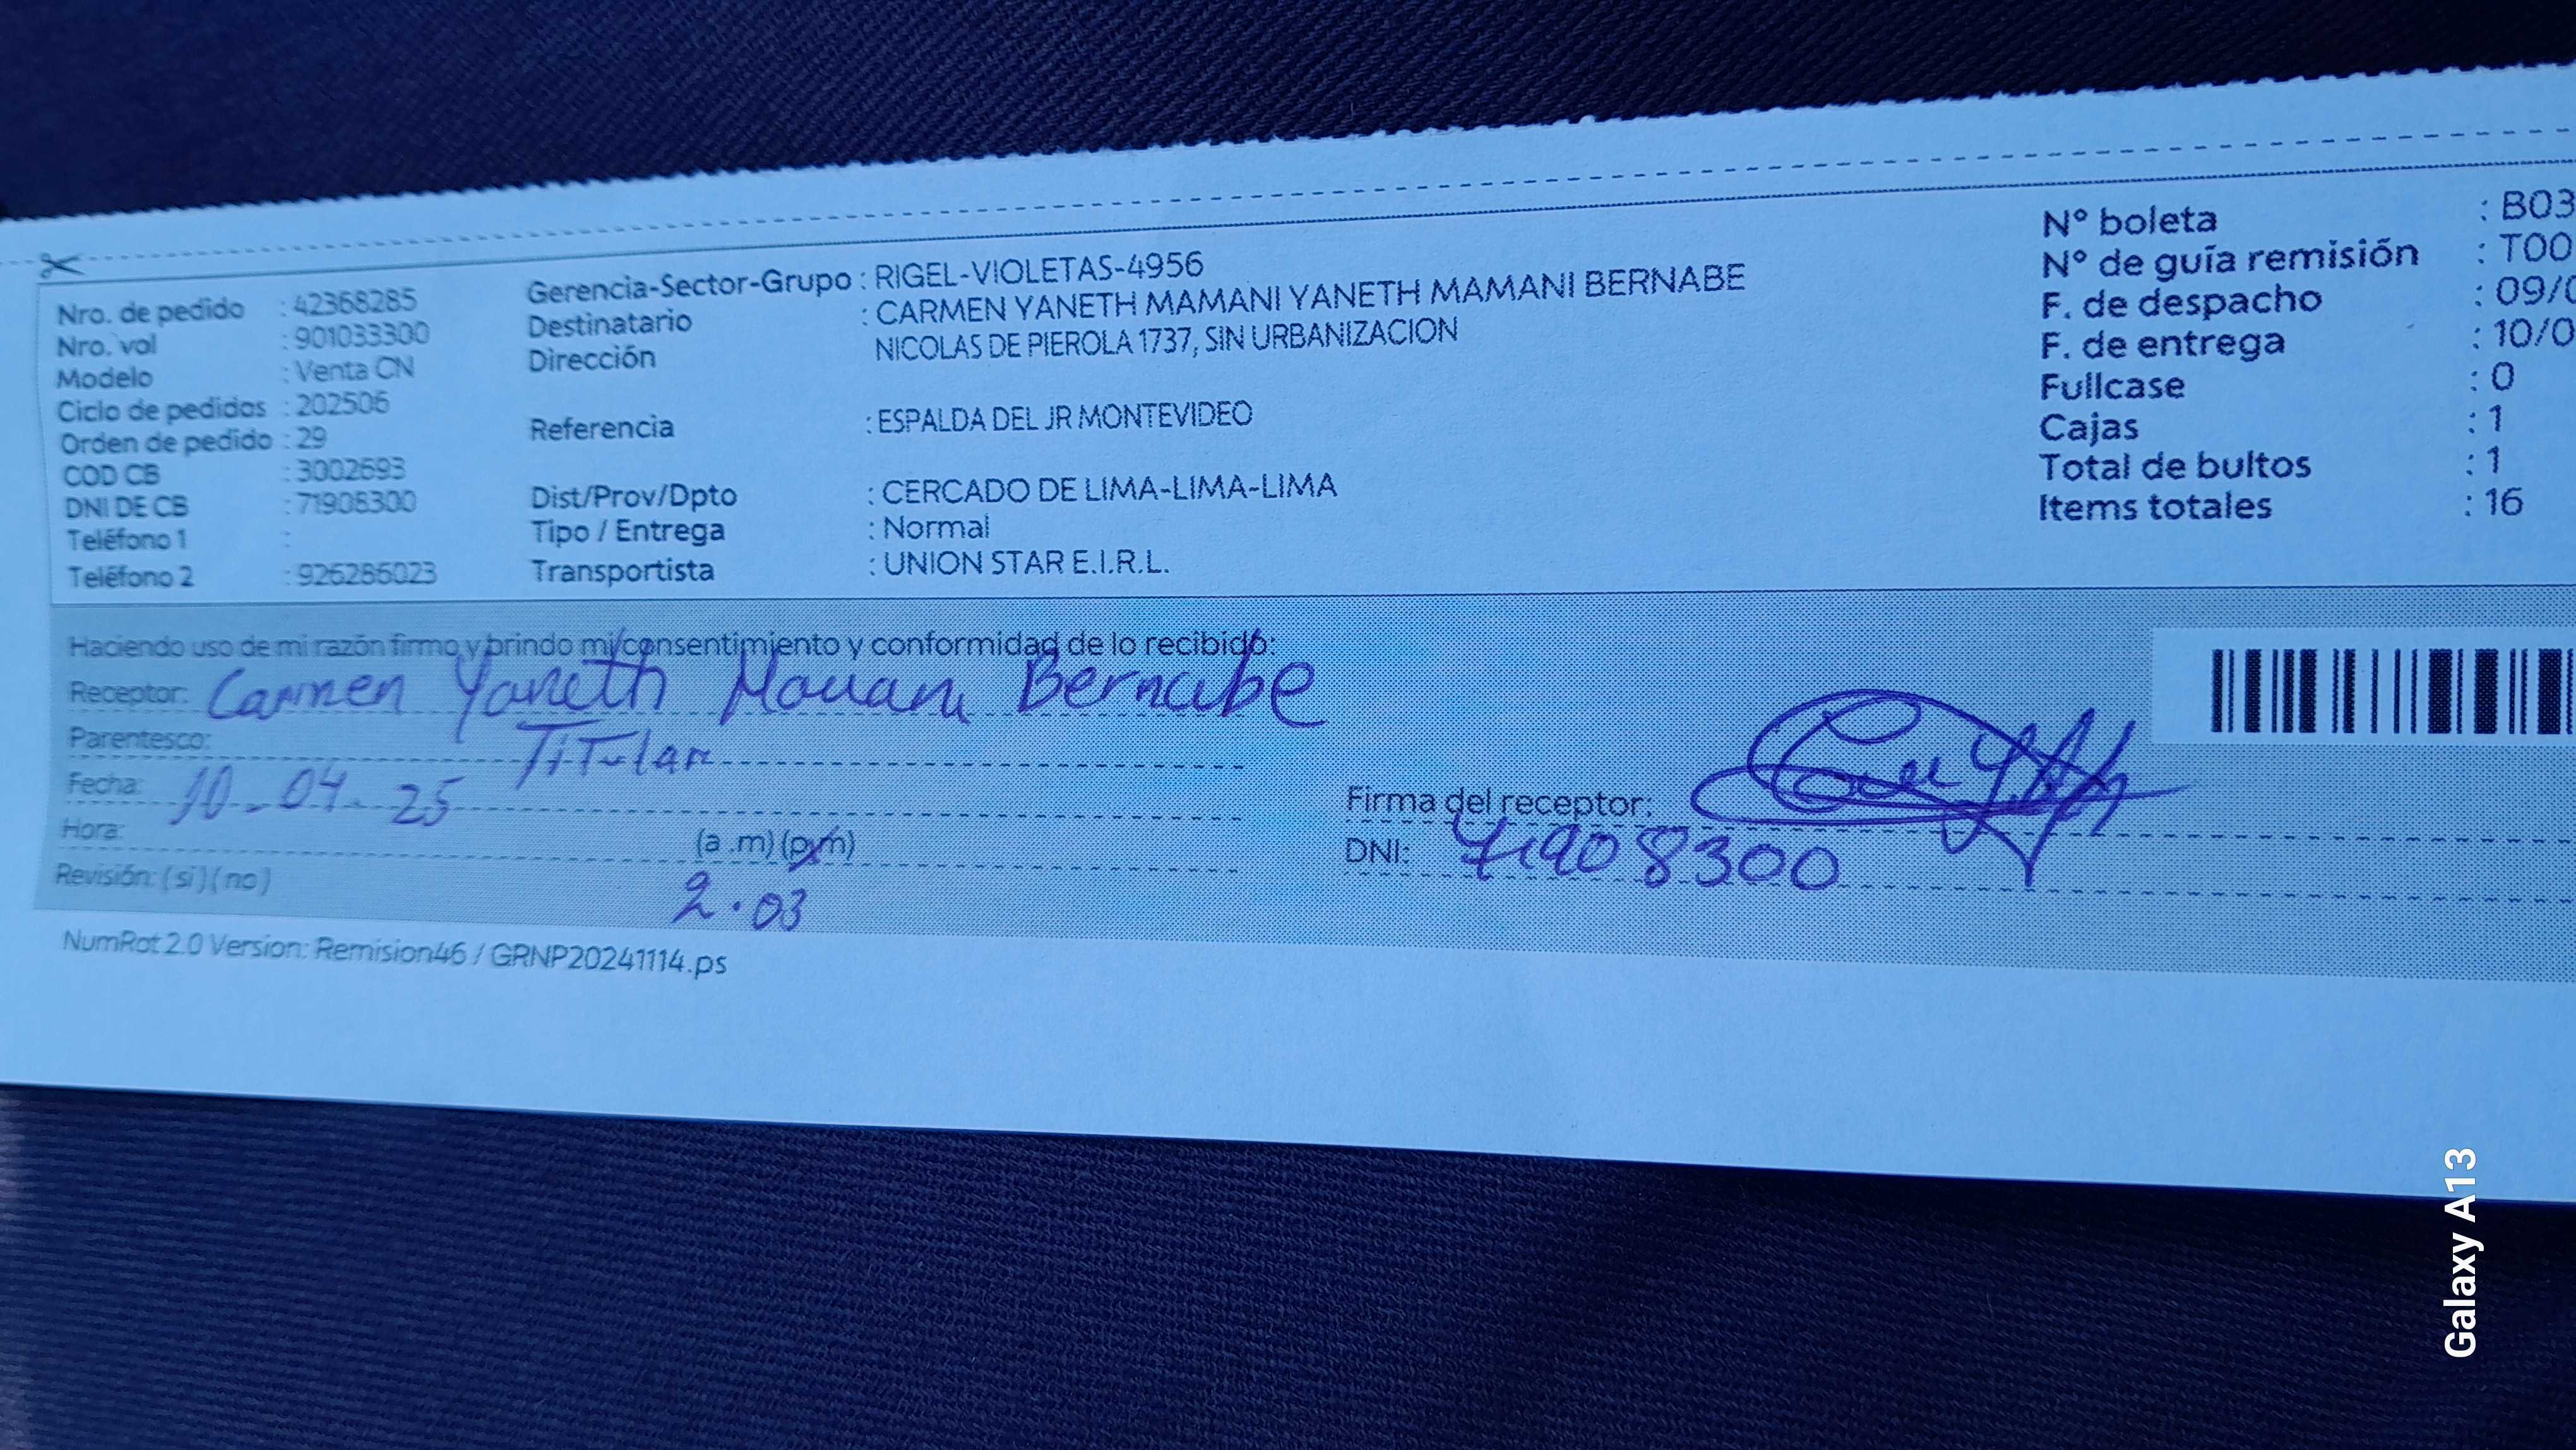 Nro. de pedido : 42368285
Nro. val : 901033300
Modelo : Venta CN
Ciclo de pedidos : 202506
Orden de pedido : 29
COD CB : 3002693
DNI DE CB : 71908300
Teléfono 1 :
Teléfono 2 : 926286023
Gerencia-Sector-Grupo : RIGEL-VIOLETAS-4956
Destinatario : CARMEN YANETH MAMANI YANETH MAMANI BERNABE
Dirección NICOLAS DE PIEROLA 1737, SIN URBANIZACION
Referencia : ESPALDA DEL JR MONTEVIDEO
Dist/Prov/Dpto : CERCADO DE LIMA-LIMA-LIMA
Tipo / Entrega : Normal
Transportista : UNION STAR E.I.R.L.
N° boleta : B03
N° de guía remisión : T00
F. de despacho : 09/0
F. de entrega : 10/0
Fullcase : 0
Cajas : 1
Total de bultos : 1
Items totales : 16
Haciendo uso de mi razón firmo y brindo mi consentimiento y conformidad de lo recibido:
Receptor: Carmen Yaneth Mamani Bernabe
Parentesco: Titular
Fecha: 10-04-25
Hora: (a .m) (p.m)
2.03
Revisión: ( si ) ( no )
Firma del receptor:
DNI: 71908300
NumRot 2.0 Version: Remision46 / GRNP20241114.ps
Galaxy A13